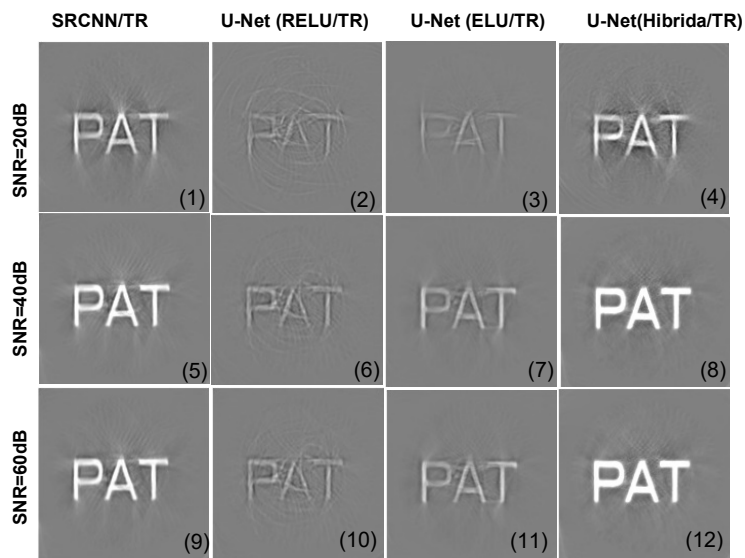 SRCNN/TR U-Net (RELU/TR) U-Net (ELU/TR) U-Net(Hibrida/TR)
SNR=20dB
PAT PAT PAT PAT
(1) (2) (3) (4)
SNR=40dB
PAT PAT PAT PAT
(5) (6) (7) (8)
SNR=60dB
PAT PAT PAT PAT
(9) (10) (11) (12)